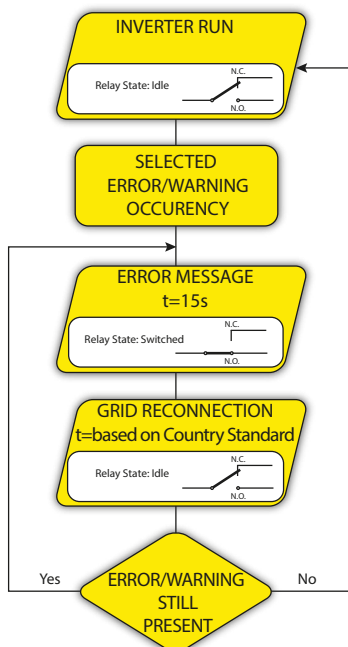 INVERTER RUN
Relay State: Idle
N.C.
N.O.
SELECTED
ERROR/WARNING
OCCURENCY
ERROR MESSAGE
t=15s
Relay State: Switched
N.C.
N.O.
GRID RECONNECTION
t=based on Country Standard
Relay State: Idle
N.C.
N.O.
Yes
ERROR/WARNING
STILL
PRESENT
No